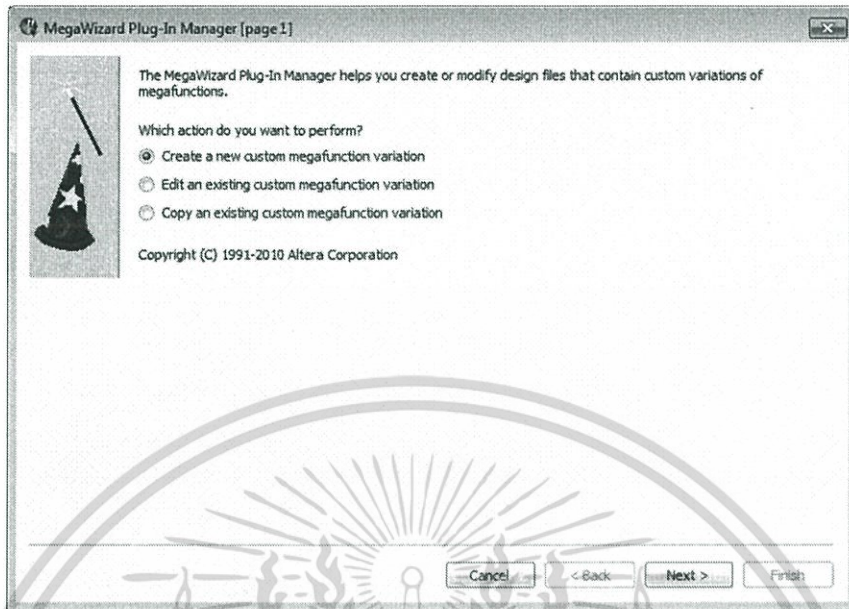 MegaWizard Plug-In Manager [page 1]
The MegaWizard Plug-In Manager helps you create or modify design files that contain custom variations of
megafunctions.
Which action do you want to perform?
Create a new custom megafunction variation
Edit an existing custom megafunction variation
Copy an existing custom megafunction variation
Copyright (C) 1991-2010 Altera Corporation
Cancel < Back Next > Finish